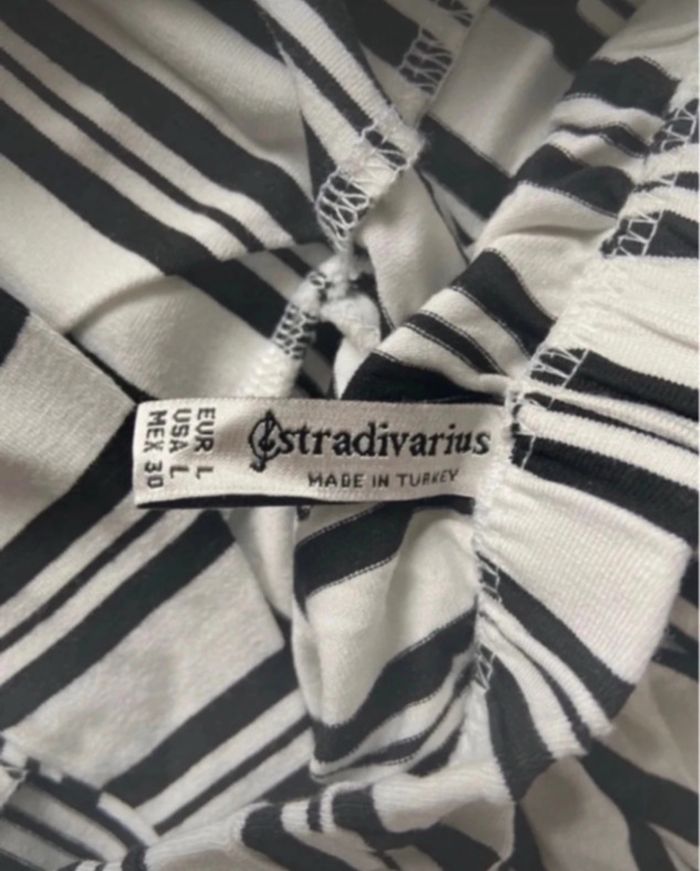 Stradivarius
MADE IN TURKEY
EUR L
USA L
MEX 30